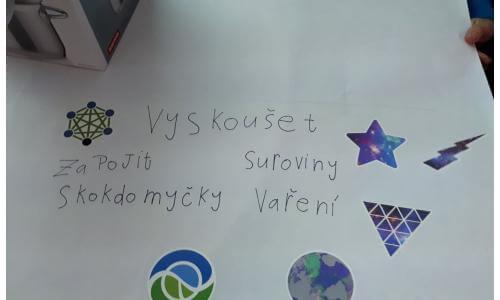 Vyskoušet
Zapojit
Suroviny
Skokdomyčky
Vaření